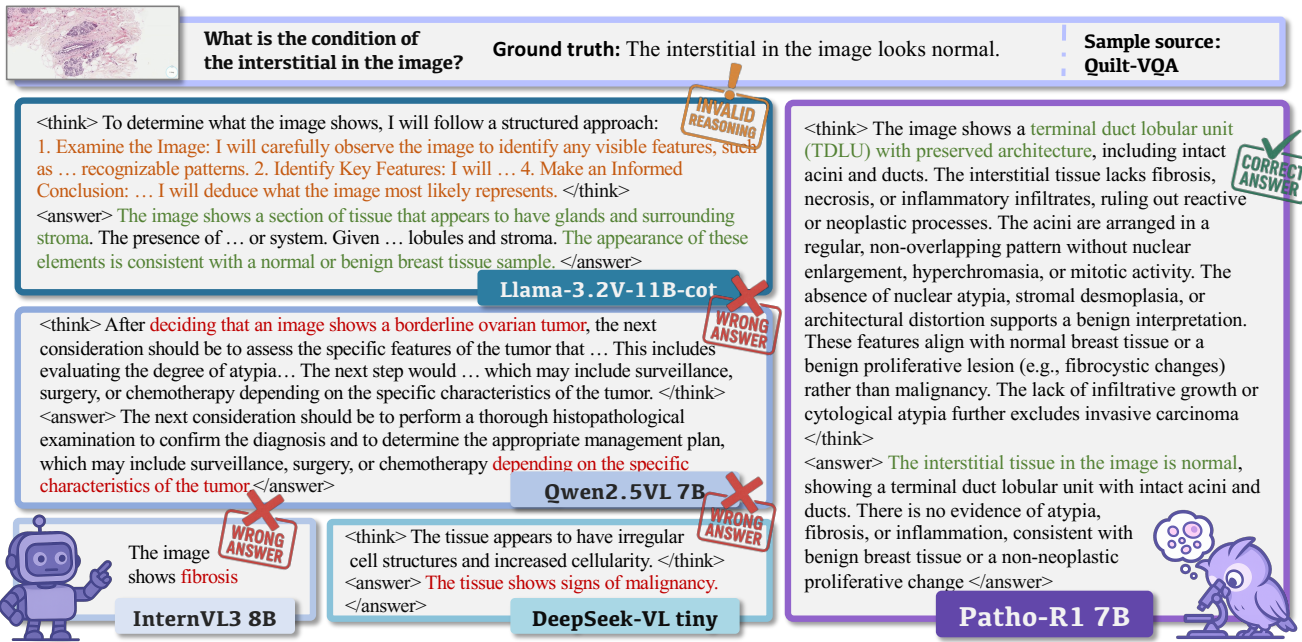 What is the condition of
the interstitial in the image?
Ground truth: The interstitial in the image looks normal.
Sample source:
Quilt-VQA
INVALID
REASONING
<think> To determine what the image shows, I will follow a structured approach:
1. Examine the Image: I will carefully observe the image to identify any visible features, such
as … recognizable patterns. 2. Identify Key Features: I will … 4. Make an Informed
Conclusion: … I will deduce what the image most likely represents. </think>
<answer> The image shows a section of tissue that appears to have glands and surrounding
stroma. The presence of … or system. Given … lobules and stroma. The appearance of these
elements is consistent with a normal or benign breast tissue sample. </answer>
Llama-3.2V-11B-cot
WRONG
ANSWER
<think> After deciding that an image shows a borderline ovarian tumor, the next
consideration should be to assess the specific features of the tumor that … This includes
evaluating the degree of atypia… The next step would … which may include surveillance,
surgery, or chemotherapy depending on the specific characteristics of the tumor. </think>
<answer> The next consideration should be to perform a thorough histopathological
examination to confirm the diagnosis and to determine the appropriate management plan,
which may include surveillance, surgery, or chemotherapy depending on the specific
characteristics of the tumor.</answer>
Qwen2.5VL 7B
WRONG
ANSWER
The image
shows fibrosis
InternVL3 8B
WRONG
ANSWER
<think> The tissue appears to have irregular
cell structures and increased cellularity. </think>
<answer> The tissue shows signs of malignancy.
</answer>
DeepSeek-VL tiny
<think> The image shows a terminal duct lobular unit
(TDLU) with preserved architecture, including intact
acini and ducts. The interstitial tissue lacks fibrosis,
necrosis, or inflammatory infiltrates, ruling out reactive
or neoplastic processes. The acini are arranged in a
regular, non-overlapping pattern without nuclear
enlargement, hyperchromasia, or mitotic activity. The
absence of nuclear atypia, stromal desmoplasia, or
architectural distortion supports a benign interpretation.
These features align with normal breast tissue or a
benign proliferative lesion (e.g., fibrocystic changes)
rather than malignancy. The lack of infiltrative growth or
cytological atypia further excludes invasive carcinoma
</think>
<answer> The interstitial tissue in the image is normal,
showing a terminal duct lobular unit with intact acini and
ducts. There is no evidence of atypia,
fibrosis, or inflammation, consistent with
benign breast tissue or a non-neoplastic
proliferative change </answer>
CORRECT
ANSWER
Patho-R1 7B